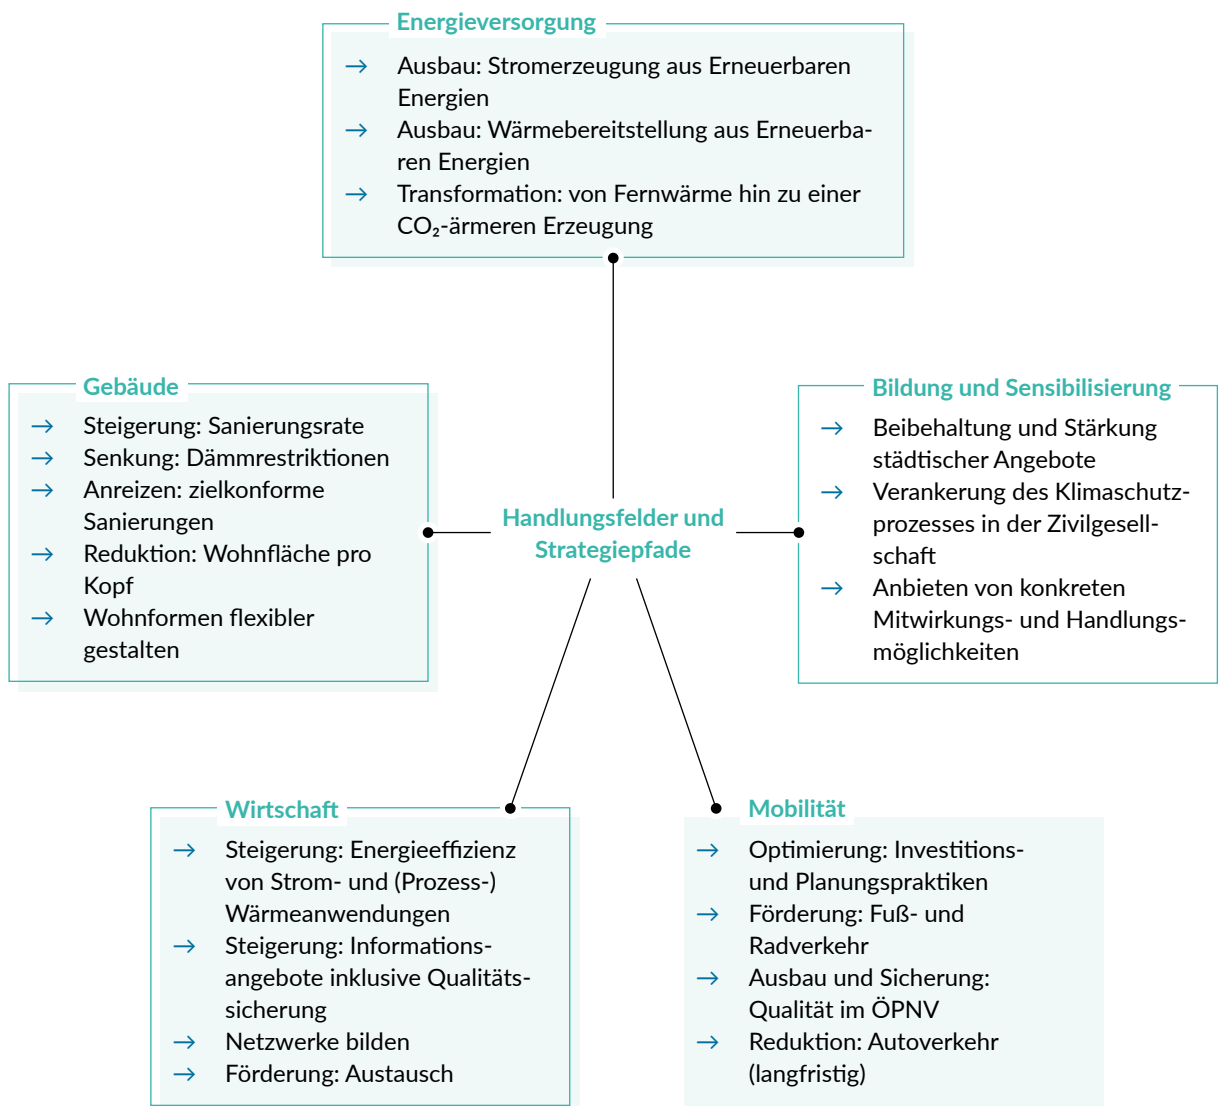 Energieversorgung
→ Ausbau: Stromerzeugung aus Erneuerbaren
Energien
→ Ausbau: Wärmebereitstellung aus Erneuerba-
ren Energien
→ Transformation: von Fernwärme hin zu einer
CO₂-ärmeren Erzeugung
Gebäude
→ Steigerung: Sanierungsrate
→ Senkung: Dämmrestriktionen
→ Anreizen: zielkonforme
Sanierungen
→ Reduktion: Wohnfläche pro
Kopf
→ Wohnformen flexibler
gestalten
Handlungsfelder und
Strategiepfade
Bildung und Sensibilisierung
→ Beibehaltung und Stärkung
städtischer Angebote
→ Verankerung des Klimaschutz-
prozesses in der Zivilgesell-
schaft
→ Anbieten von konkreten
Mitwirkungs- und Handlungs-
möglichkeiten
Wirtschaft
→ Steigerung: Energieeffizienz
von Strom- und (Prozess-)
Wärmeanwendungen
→ Steigerung: Informations-
angebote inklusive Qualitäts-
sicherung
→ Netzwerke bilden
→ Förderung: Austausch
Mobilität
→ Optimierung: Investitions-
und Planungspraktiken
→ Förderung: Fuß- und
Radverkehr
→ Ausbau und Sicherung:
Qualität im ÖPNV
→ Reduktion: Autoverkehr
(langfristig)